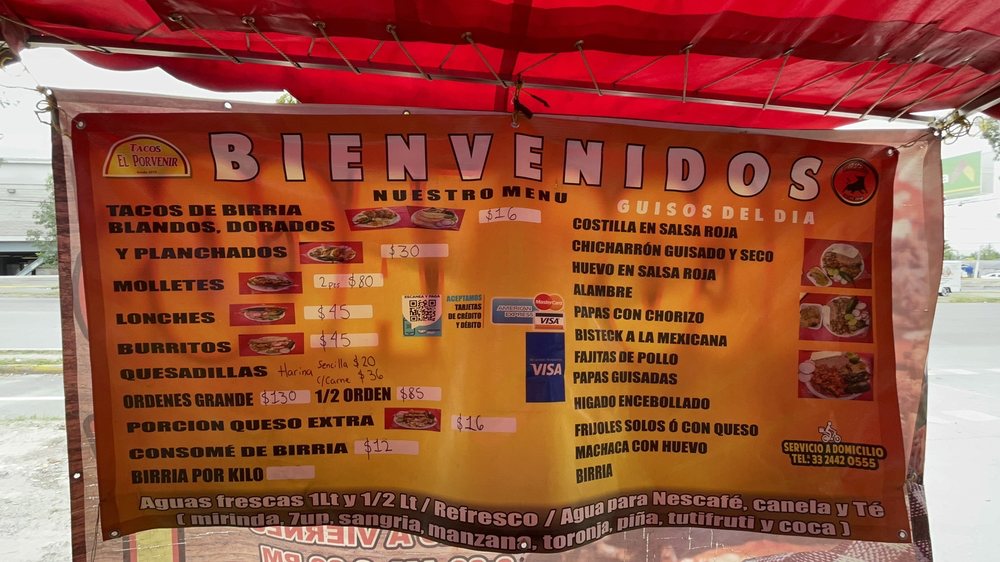 TACOS
EL PORVENIR
BIENVENIDOS
NUESTRO MENÚ
TACOS DE BIRRIA
BLANDOS, DORADOS $16
Y PLANCHADOS $30
MOLLETES 2 pzs $80
LONCHES $45
BURRITOS $45
QUESADILLAS Harina Sencilla $20
c/Carne $36
ORDENES GRANDE $130 1/2 ORDEN $85
PORCION QUESO EXTRA $16
CONSOMÉ DE BIRRIA $12
BIRRIA POR KILO
ESCANEA Y PAGA
ACEPTAMOS
TARJETAS
DE CRÉDITO
Y DÉBITO
AMERICAN
EXPRESS
MasterCard
VISA
VISA
GUISOS DEL DIA
COSTILLA EN SALSA ROJA
CHICHARRÓN GUISADO Y SECO
HUEVO EN SALSA ROJA
ALAMBRE
PAPAS CON CHORIZO
BISTECK A LA MEXICANA
FAJITAS DE POLLO
PAPAS GUISADAS
HIGADO ENCEBOLLADO
FRIJOLES SOLOS Ó CON QUESO
MACHACA CON HUEVO
BIRRIA
SERVICIO A DOMICILIO
TEL: 33 2442 0555
Aguas frescas 1Lt y 1/2 Lt / Refresco / Agua para Nescafé, canela y Té
( mirinda, 7up, sangria, manzana, toronja, piña, tutifruti y coca )
A VIERNES